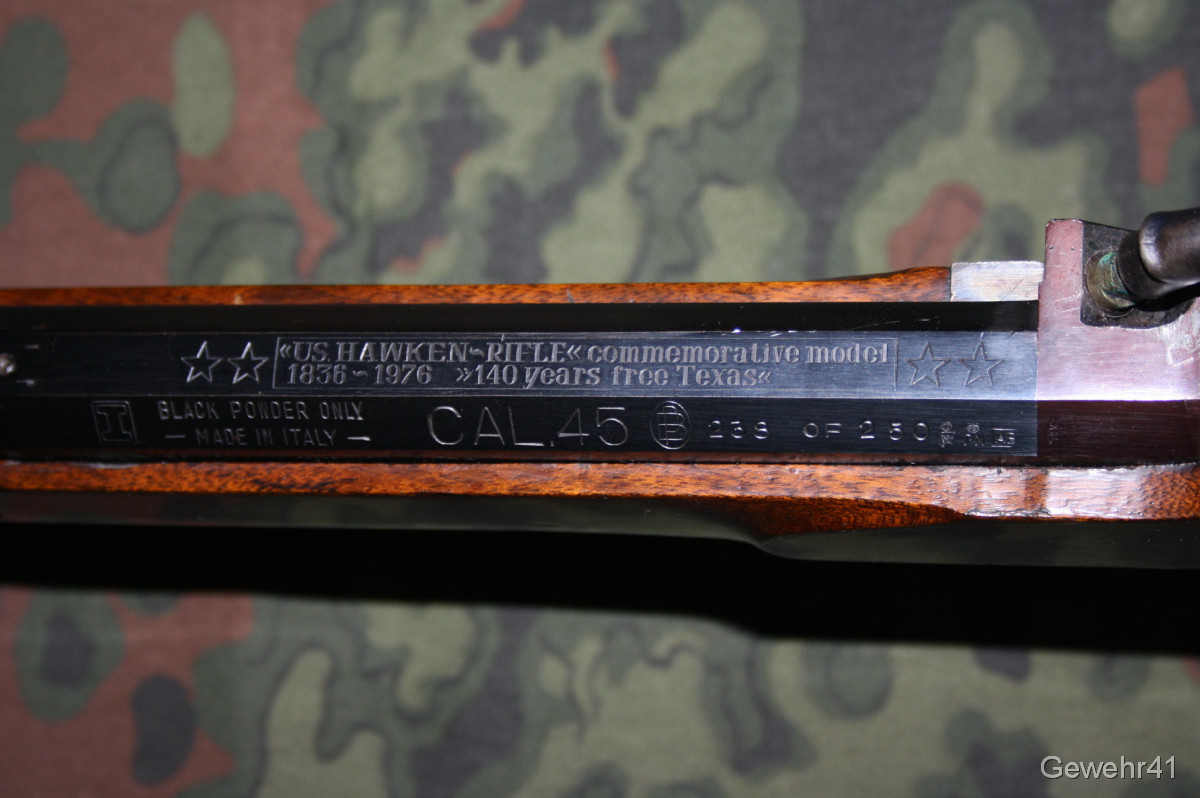 «US. HAWKEN~RIFLE« commemorative model
1836 ~ 1976 »140 years free Texas«
I BLACK POWDER ONLY
— MADE IN ITALY —
CAL.45 238 OF 250
Gewehr41